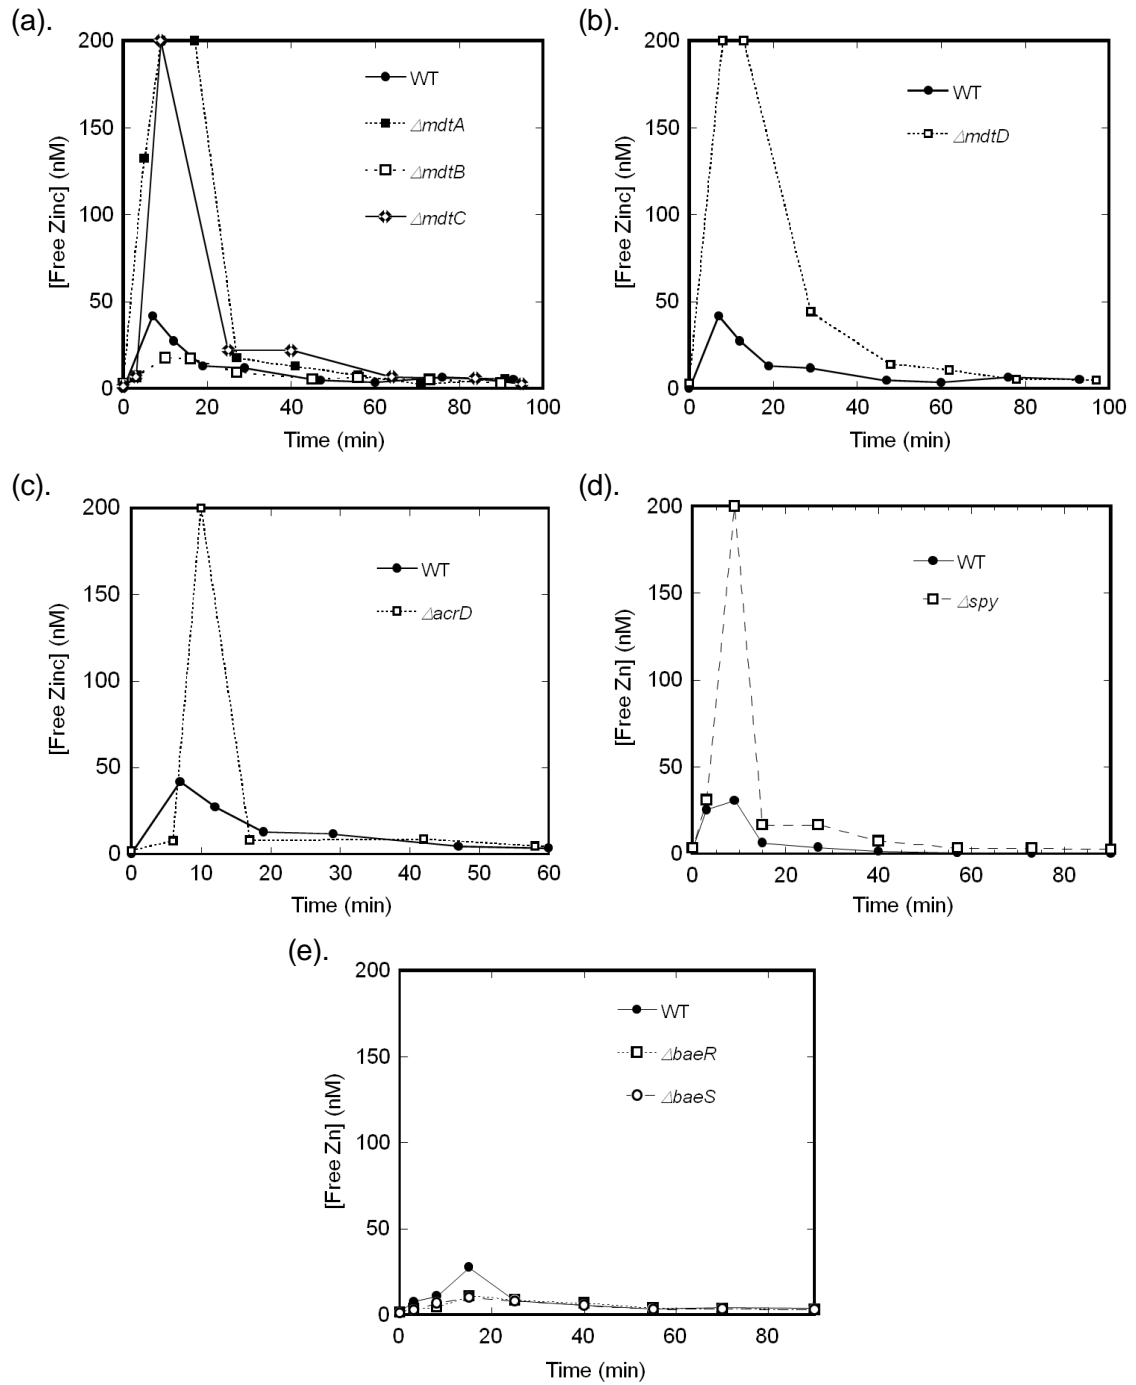 (a).
200
150
100
50
0
[Free Zinc] (nM)
WT
△mdtA
△mdtB
△mdtC
0 20 40 60 80 100
Time (min)
(b).
200
150
100
50
0
[Free Zinc] (nM)
WT
△mdtD
0 20 40 60 80 100
Time (min)
(c).
200
150
100
50
0
[Free Zinc] (nM)
WT
△acrD
0 10 20 30 40 50 60
Time (min)
(d).
200
150
100
50
0
[Free Zn] (nM)
WT
△spy
0 20 40 60 80
Time (min)
(e).
200
150
100
50
0
[Free Zn] (nM)
WT
△baeR
△baeS
0 20 40 60 80
Time (min)